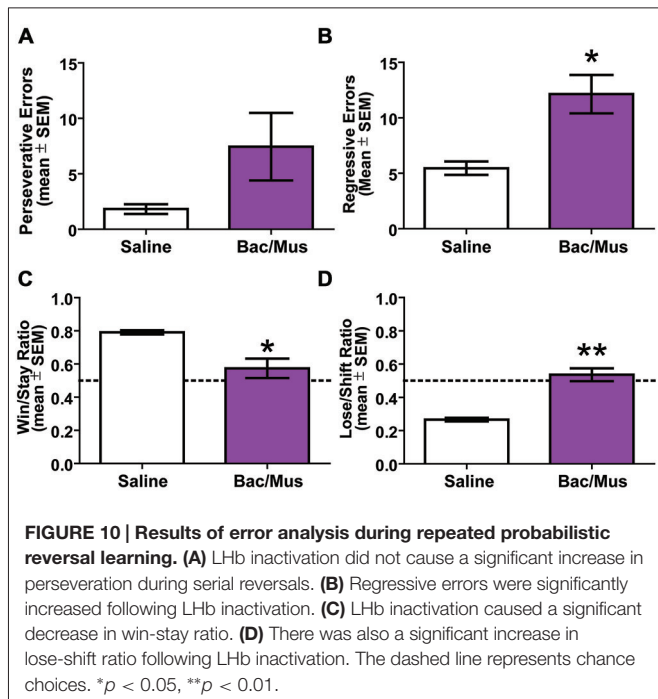 A
B
Perseverative Errors
(mean ± SEM)
15
10
5
0
Saline
Bac/Mus
Regressive Errors
(Mean ± SEM)
15
10
5
0
*
Saline
Bac/Mus
C
D
Win/Stay Ratio
(mean ± SEM)
1.0
0.8
0.6
0.4
0.2
0.0
*
Saline
Bac/Mus
Lose/Shift Ratio
(mean ± SEM)
1.0
0.8
0.6
0.4
0.2
0.0
**
Saline
Bac/Mus
FIGURE 10 | Results of error analysis during repeated probabilistic
reversal learning. (A) LHb inactivation did not cause a significant increase in
perseveration during serial reversals. (B) Regressive errors were significantly
increased following LHb inactivation. (C) LHb inactivation caused a significant
decrease in win-stay ratio. (D) There was also a significant increase in
lose-shift ratio following LHb inactivation. The dashed line represents chance
choices. *p < 0.05, **p < 0.01.